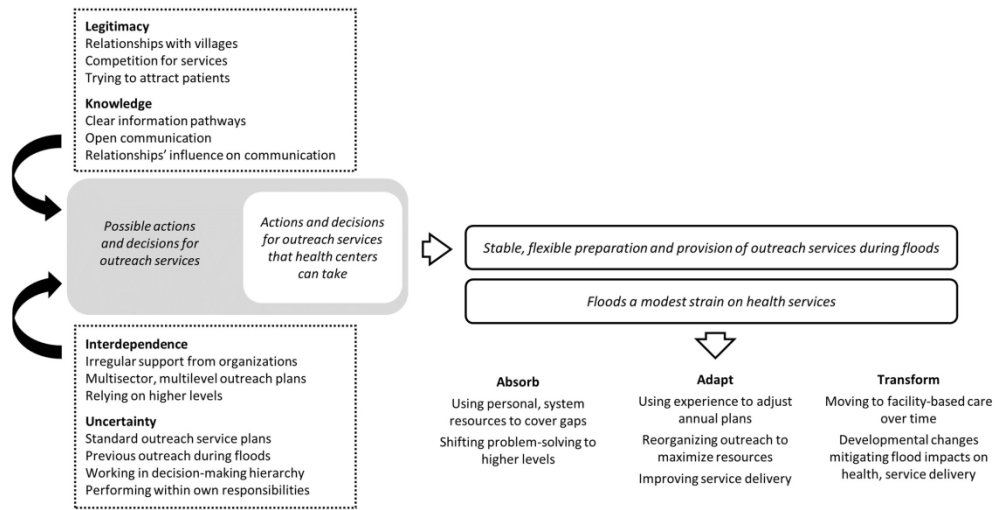 Legitimacy
Relationships with villages
Competition for services
Trying to attract patients
Knowledge
Clear information pathways
Open communication
Relationships' influence on communication
Possible actions
and decisions for
outreach services
Actions and decisions
for outreach services
that health centers
can take
Stable, flexible preparation and provision of outreach services during floods
Floods a modest strain on health services
Interdependence
Irregular support from organizations
Multisector, multilevel outreach plans
Relying on higher levels
Uncertainty
Standard outreach service plans
Previous outreach during floods
Working in decision-making hierarchy
Performing within own responsibilities
Absorb
Using personal, system
resources to cover gaps
Shifting problem-solving to
higher levels
Adapt
Using experience to adjust
annual plans
Reorganizing outreach to
maximize resources
Improving service delivery
Transform
Moving to facility-based care
over time
Developmental changes
mitigating flood impacts on
health, service delivery